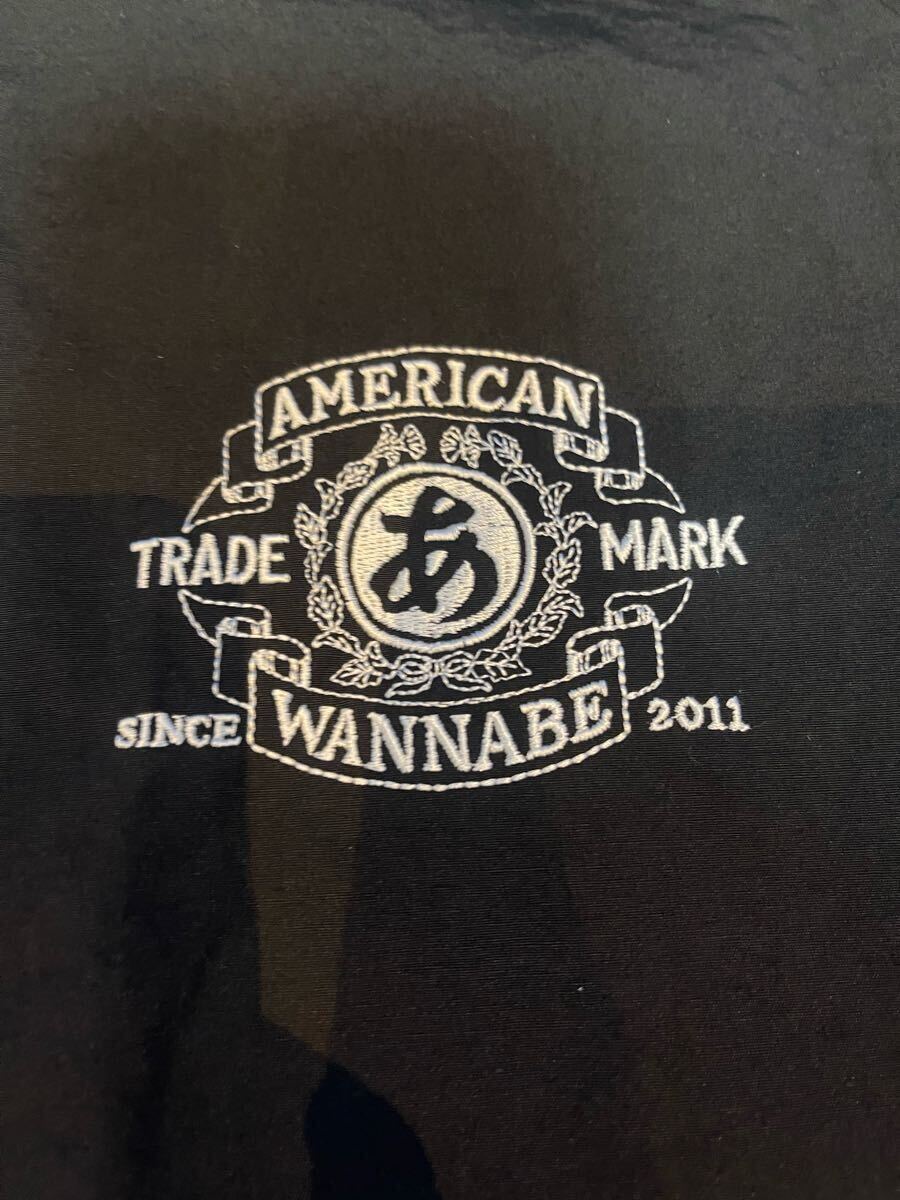 AMERICAN
TRADE あ MARK
SINCE WANNABE 2011